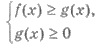 f(x) ≥ g(x),
g(x) ≥ 0